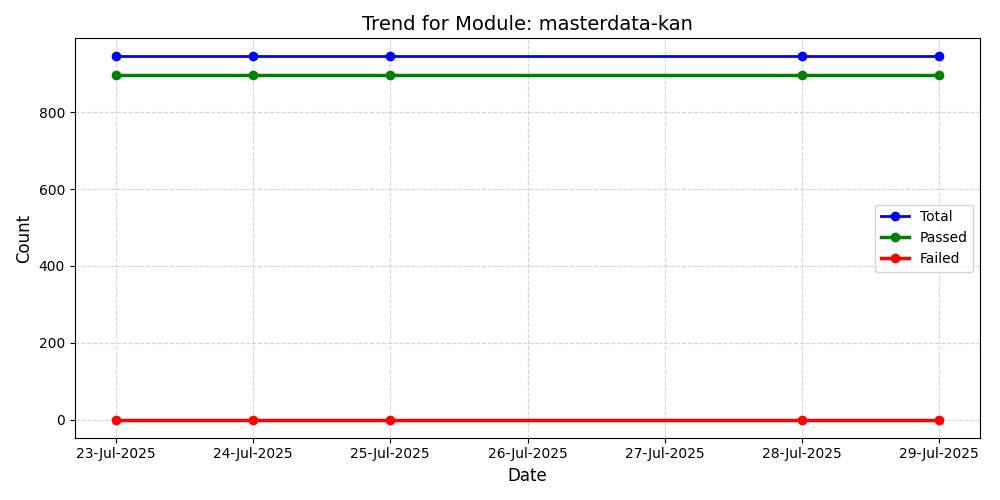 Trend for Module: masterdata-kan
800
600
400
200
0
Count
Total
Passed
Failed
23-Jul-2025 24-Jul-2025 25-Jul-2025 26-Jul-2025 27-Jul-2025 28-Jul-2025 29-Jul-2025
Date